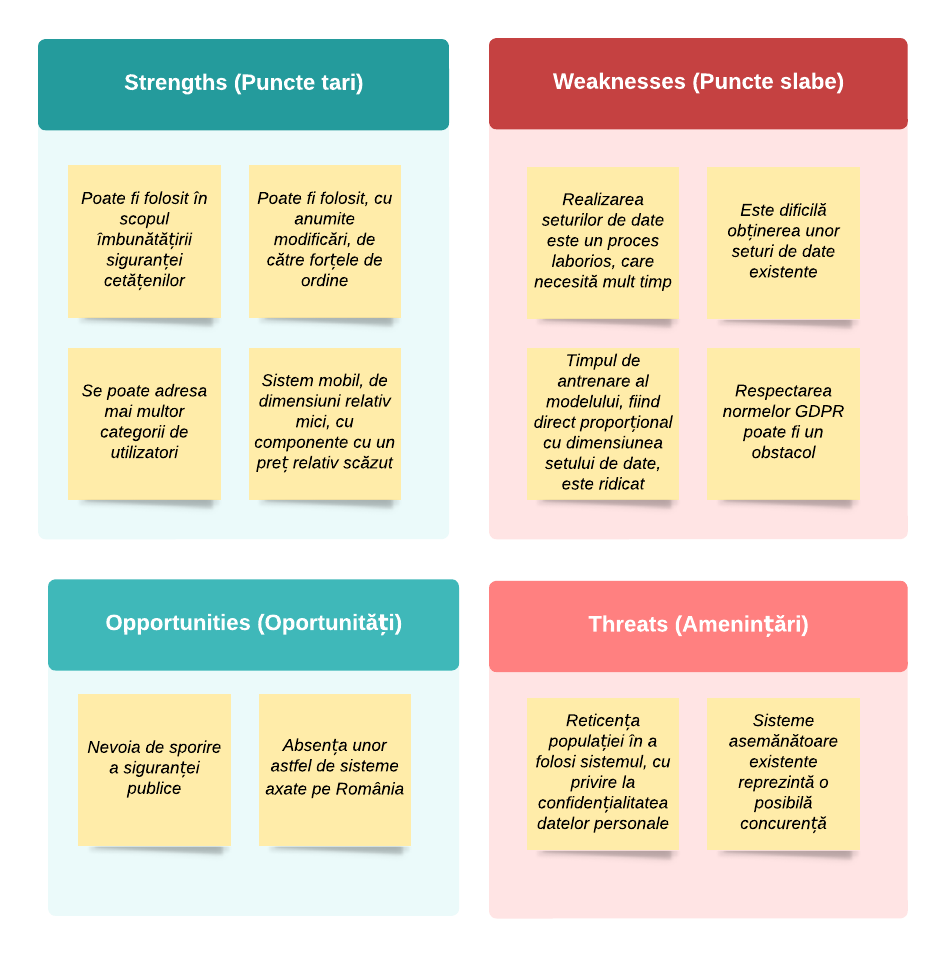 Strengths (Puncte tari)
Poate fi folosit în
scopul
îmbunătățirii
siguranței
cetățenilor
Poate fi folosit, cu
anumite
modificări, de
către forțele de
ordine
Se poate adresa
mai multor
categorii de
utilizatori
Sistem mobil, de
dimensiuni relativ
mici, cu
componente cu un
preț relativ scăzut
Weaknesses (Puncte slabe)
Realizarea
seturilor de date
este un proces
laborios, care
necesită mult timp
Este dificilă
obținerea unor
seturi de date
existente
Timpul de
antrenare al
modelului, fiind
direct proporțional
cu dimensiunea
setului de date,
este ridicat
Respectarea
normelor GDPR
poate fi un
obstacol
Opportunities (Oportunități)
Nevoia de sporire
a siguranței
publice
Absența unor
astfel de sisteme
axate pe România
Threats (Amenințări)
Reticența
populației în a
folosi sistemul, cu
privire la
confidențialitatea
datelor personale
Sisteme
asemănătoare
existente
reprezintă o
posibilă
concurență